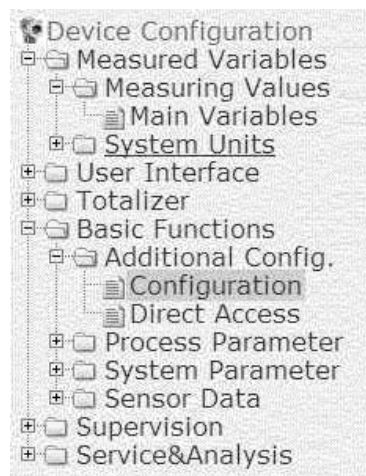 Device Configuration
Measured Variables
Measuring Values
Main Variables
System Units
User Interface
Totalizer
Basic Functions
Additional Config.
Configuration
Direct Access
Process Parameter
System Parameter
Sensor Data
Supervision
Service&Analysis